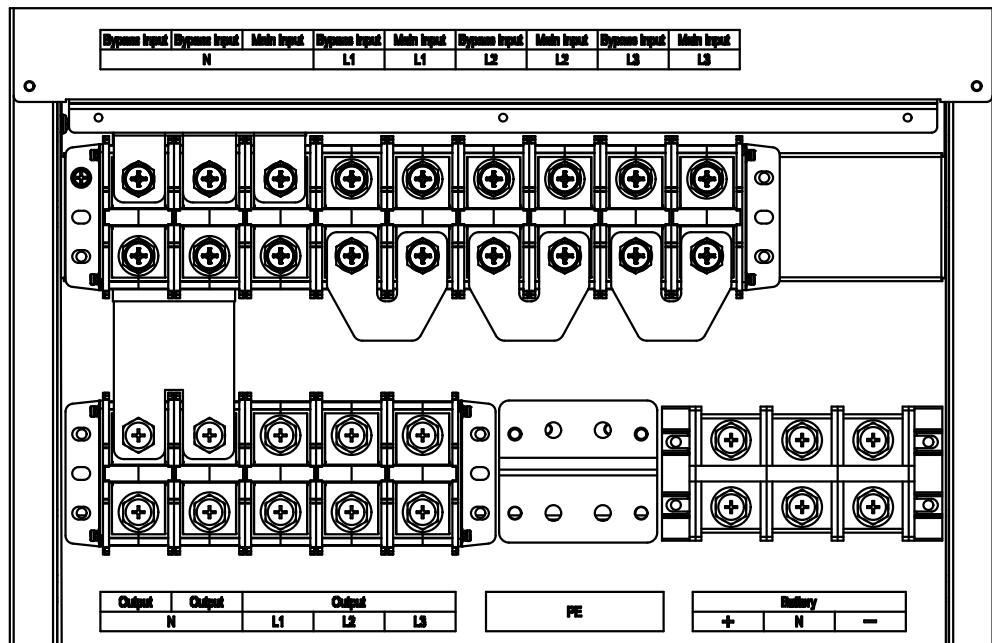 Bypass Input Bypass Input Main Input Bypass Input Main Input Bypass Input Main Input Bypass Input Main Input
N L1 L1 L2 L2 L3 L3
Output Output Output
N L1 L2 L3
PE
Battery
+ N —